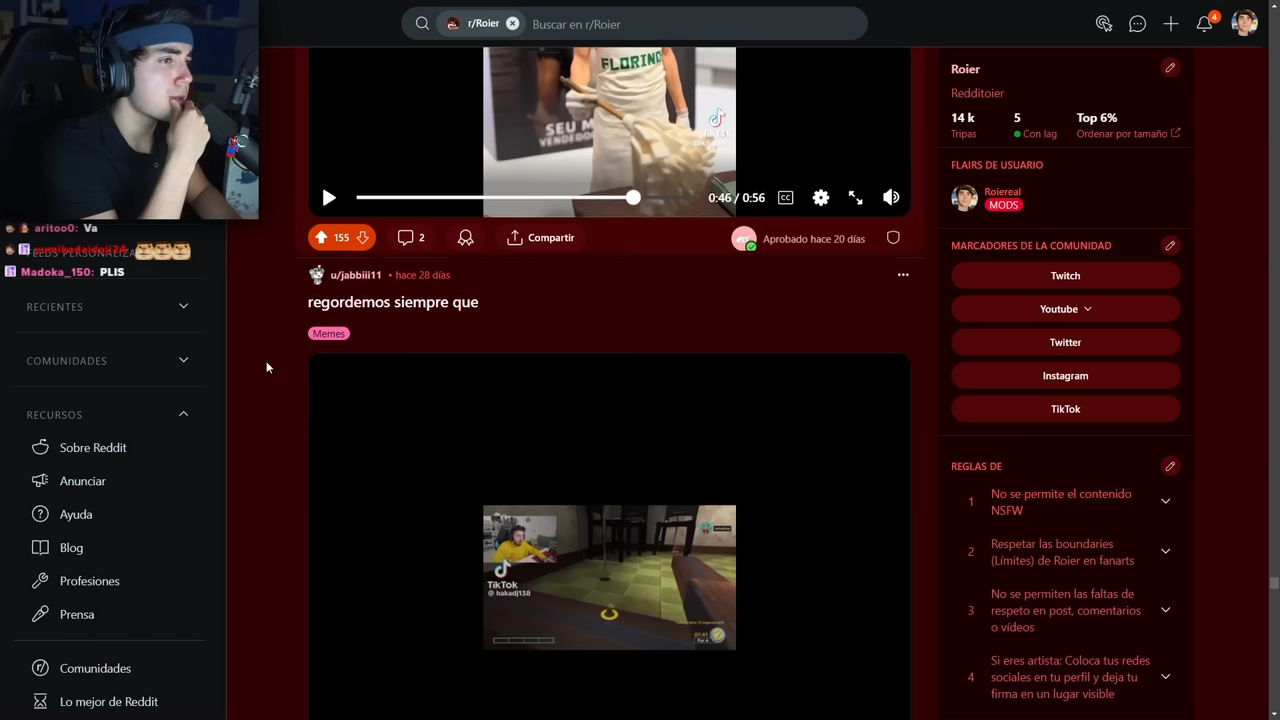 r/Roier
Buscar en r/Roier
4
aritoo0: Va
Madoka_150: PLIS
RECIENTES
COMUNIDADES
RECURSOS
Sobre Reddit
Anunciar
Ayuda
Blog
Profesiones
Prensa
Comunidades
Lo mejor de Reddit
FLORINO
SEU M
VENDEDO
TikTok
0:46 / 0:56
CC
155
2
Compartir
Aprobado hace 20 días
u/jabbiii11 • hace 28 días
regordemos siempre que
Memes
TikTok
@ hakadj138
Roier
Redditoier
14 k
5
Top 6%
Tripas
Con lag
Ordenar por tamaño
FLAIRS DE USUARIO
Roiereal
MODS
MARCADORES DE LA COMUNIDAD
Twitch
Youtube
Twitter
Instagram
TikTok
REGLAS DE
1
No se permite el contenido
NSFW
2
Respetar las boundaries
(Límites) de Roier en fanarts
3
No se permiten las faltas de
respeto en post, comentarios
o vídeos
4
Si eres artista: Coloca tus redes
sociales en tu perfil y deja tu
firma en un lugar visible